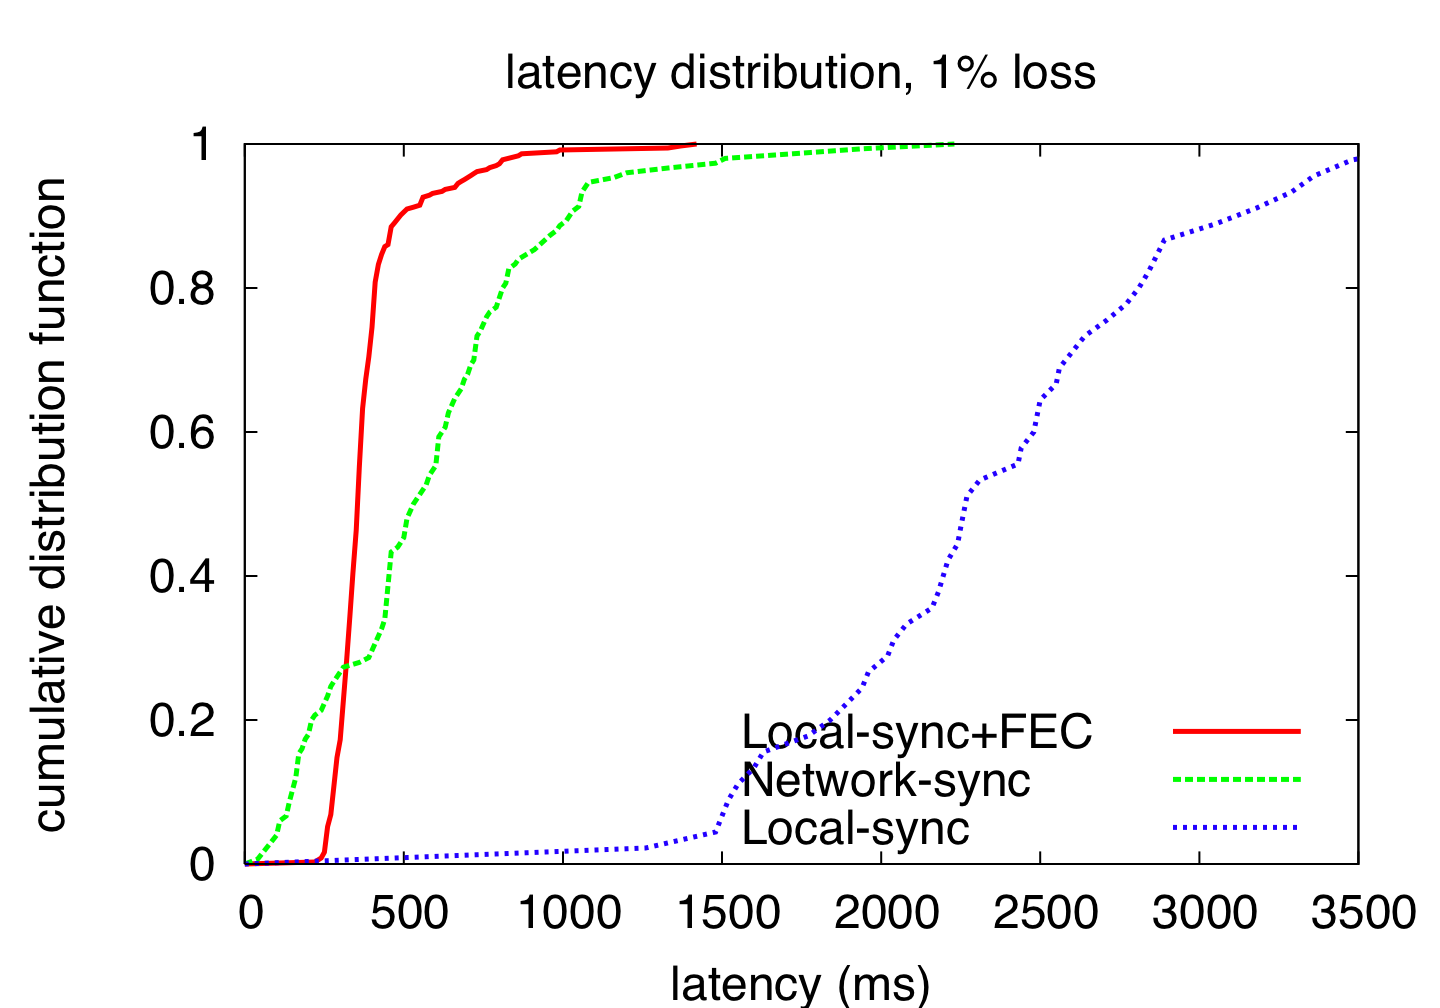 latency distribution, 1% loss
cumulative distribution function
1
0.8
0.6
0.4
0.2
0
Local-sync+FEC
Network-sync
Local-sync
0 500 1000 1500 2000 2500 3000 3500
latency (ms)